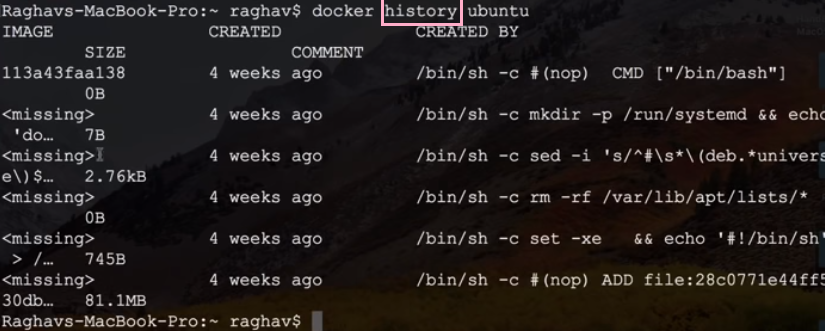 Raghavs-MacBook-Pro:~ raghav$ docker history ubuntu
IMAGE CREATED CREATED BY
SIZE COMMENT
113a43faa138 4 weeks ago /bin/sh -c #(nop) CMD ["/bin/bash"]
0B
<missing> 4 weeks ago /bin/sh -c mkdir -p /run/systemd && echo
'do… 7B
<missing> 4 weeks ago /bin/sh -c sed -i 's/^#\s*\(deb.*univers
e\)$… 2.76kB
<missing> 4 weeks ago /bin/sh -c rm -rf /var/lib/apt/lists/*
0B
<missing> 4 weeks ago /bin/sh -c set -xe && echo '#!/bin/sh'
> /… 745B
<missing> 4 weeks ago /bin/sh -c #(nop) ADD file:28c0771e44ff5
30db… 81.1MB
Raghavs-MacBook-Pro:~ raghav$